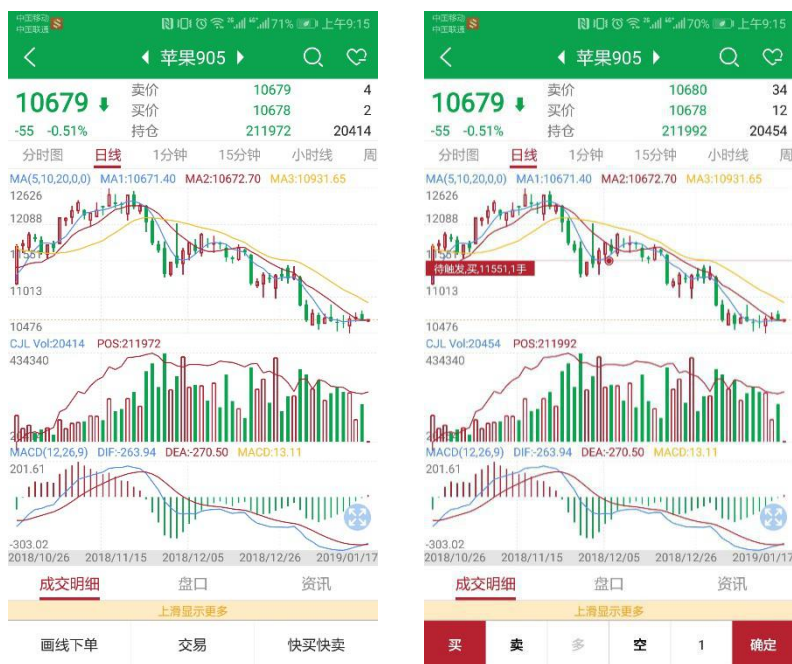 中国移动
中国联通
71% 上午9:15
苹果905
10679
-55 -0.51%
卖价 10679 4
买价 10678 2
持仓 211972 20414
分时图 日线 1分钟 15分钟 小时线 周
MA(5,10,20,0,0) MA1:10671.40 MA2:10672.70 MA3:10931.65
12626
12088
11551
11013
10476
CJL Vol:20414 POS:211972
434340
MACD(12,26,9) DIF:-263.94 DEA:-270.50 MACD:13.11
201.61
-303.02
2018/10/26 2018/11/15 2018/12/05 2018/12/26 2019/01/17
成交明细 盘口 资讯
上滑显示更多
画线下单 交易 快买快卖
中国移动
中国联通
70% 上午9:15
苹果905
10679
-55 -0.51%
卖价 10680 34
买价 10678 12
持仓 211992 20454
分时图 日线 1分钟 15分钟 小时线 周
MA(5,10,20,0,0) MA1:10671.40 MA2:10672.70 MA3:10931.65
12626
12088
11551
待触发,买,11551,1手
11013
10476
CJL Vol:20454 POS:211992
434340
MACD(12,26,9) DIF:-263.94 DEA:-270.50 MACD:13.11
201.61
-303.02
2018/10/26 2018/11/15 2018/12/05 2018/12/26 2019/01/17
成交明细 盘口 资讯
上滑显示更多
买 卖 多 空 1 确定